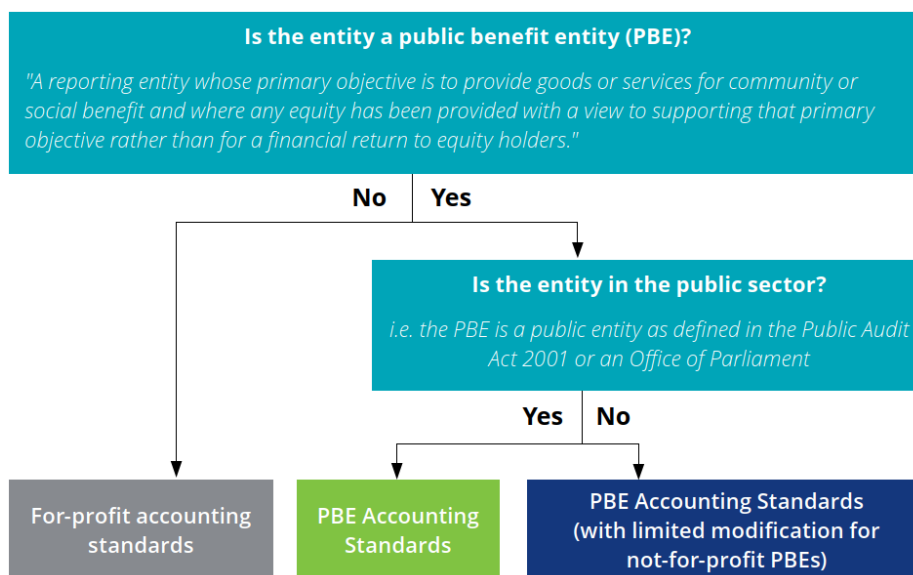 Is the entity a public benefit entity (PBE)?
"A reporting entity whose primary objective is to provide goods or services for community or
social benefit and where any equity has been provided with a view to supporting that primary
objective rather than for a financial return to equity holders."
No
Yes
Is the entity in the public sector?
i.e. the PBE is a public entity as defined in the Public Audit
Act 2001 or an Office of Parliament
Yes
No
For-profit accounting
standards
PBE Accounting
Standards
PBE Accounting Standards
(with limited modification for
not-for-profit PBEs)